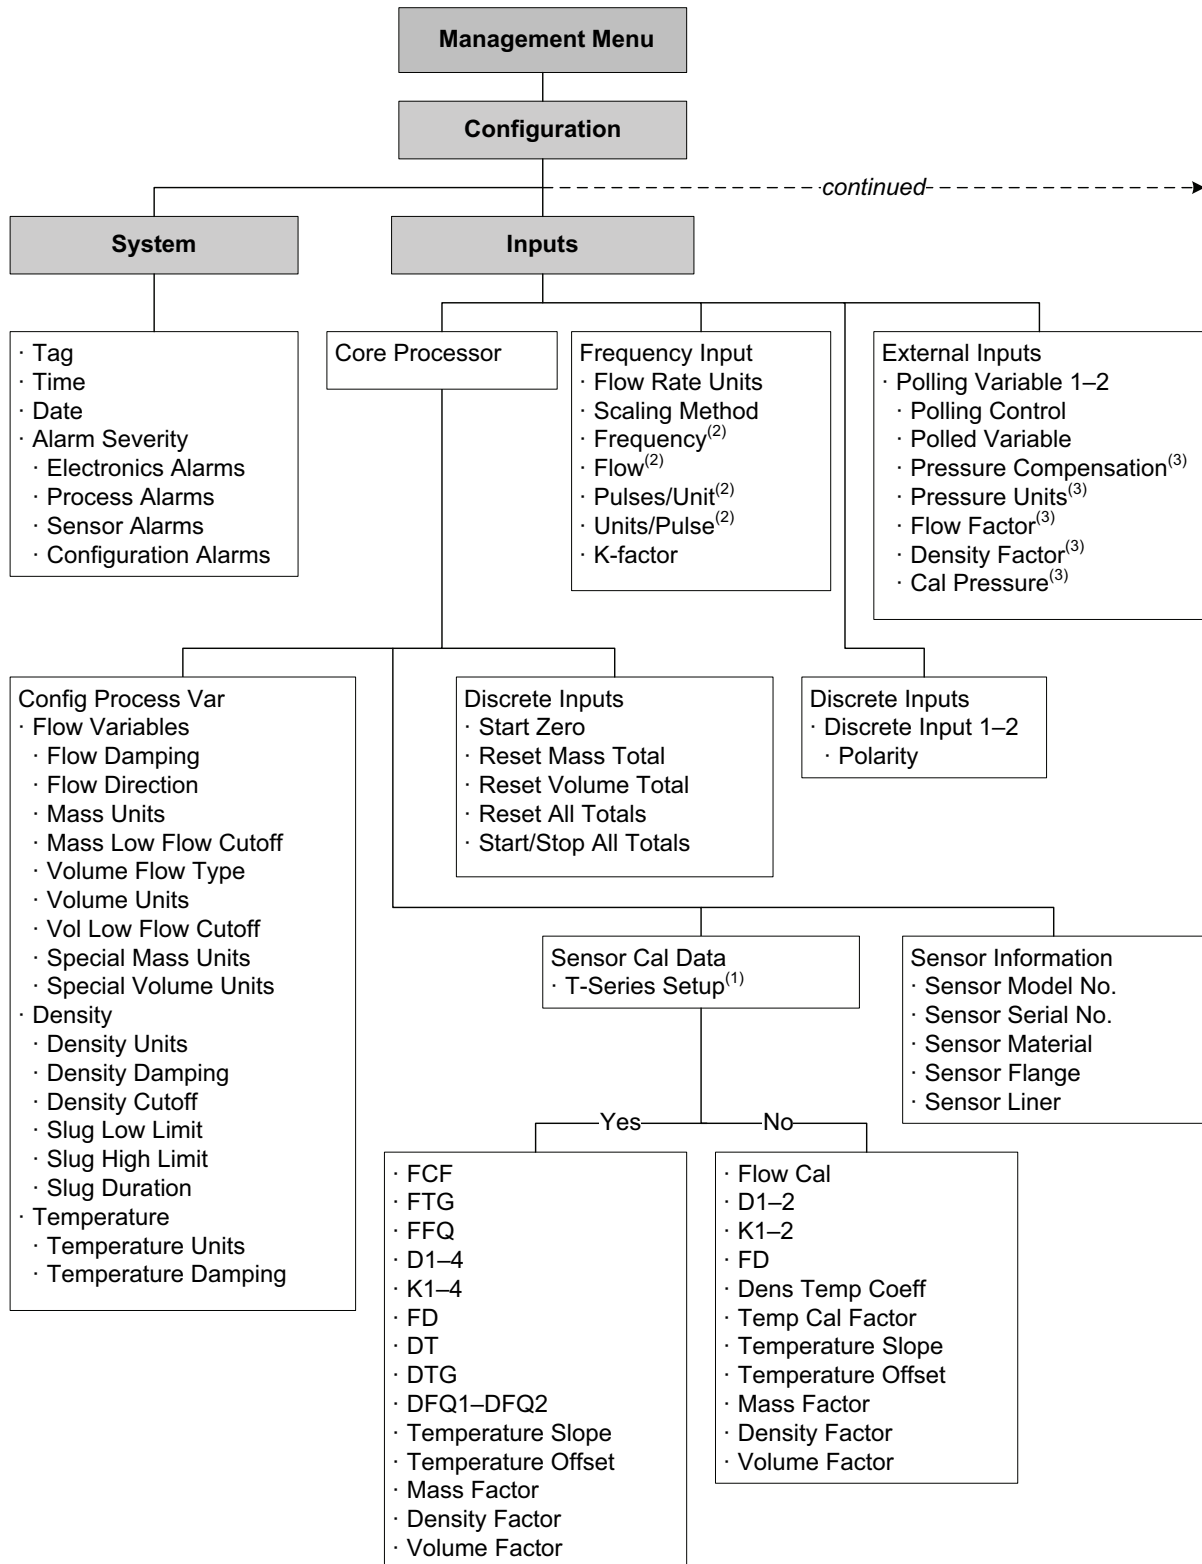 Management Menu
Configuration
continued
System
Inputs
· Tag
· Time
· Date
· Alarm Severity
· Electronics Alarms
· Process Alarms
· Sensor Alarms
· Configuration Alarms
Core Processor
Frequency Input
· Flow Rate Units
· Scaling Method
· Frequency(2)
· Flow(2)
· Pulses/Unit(2)
· Units/Pulse(2)
· K-factor
External Inputs
· Polling Variable 1–2
· Polling Control
· Polled Variable
· Pressure Compensation(3)
· Pressure Units(3)
· Flow Factor(3)
· Density Factor(3)
· Cal Pressure(3)
Config Process Var
· Flow Variables
· Flow Damping
· Flow Direction
· Mass Units
· Mass Low Flow Cutoff
· Volume Flow Type
· Volume Units
· Vol Low Flow Cutoff
· Special Mass Units
· Special Volume Units
· Density
· Density Units
· Density Damping
· Density Cutoff
· Slug Low Limit
· Slug High Limit
· Slug Duration
· Temperature
· Temperature Units
· Temperature Damping
Discrete Inputs
· Start Zero
· Reset Mass Total
· Reset Volume Total
· Reset All Totals
· Start/Stop All Totals
Discrete Inputs
· Discrete Input 1–2
· Polarity
Sensor Cal Data
· T-Series Setup(1)
Sensor Information
· Sensor Model No.
· Sensor Serial No.
· Sensor Material
· Sensor Flange
· Sensor Liner
Yes
No
· FCF
· FTG
· FFQ
· D1–4
· K1–4
· FD
· DT
· DTG
· DFQ1–DFQ2
· Temperature Slope
· Temperature Offset
· Mass Factor
· Density Factor
· Volume Factor
· Flow Cal
· D1–2
· K1–2
· FD
· Dens Temp Coeff
· Temp Cal Factor
· Temperature Slope
· Temperature Offset
· Mass Factor
· Density Factor
· Volume Factor